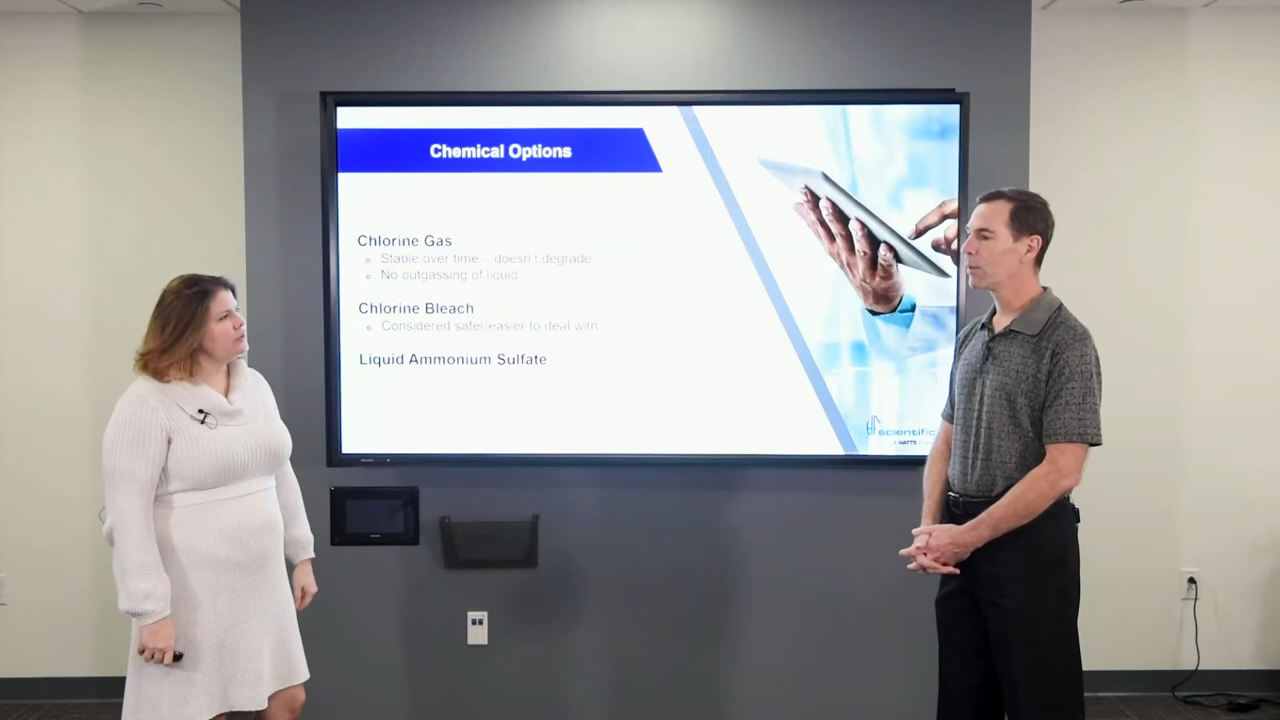 Chemical Options
Chlorine Gas
Stable over time – doesn't degrade
No outgassing of liquid
Chlorine Bleach
Considered safer/easier to deal with
Liquid Ammonium Sulfate
scientific
A WATTS